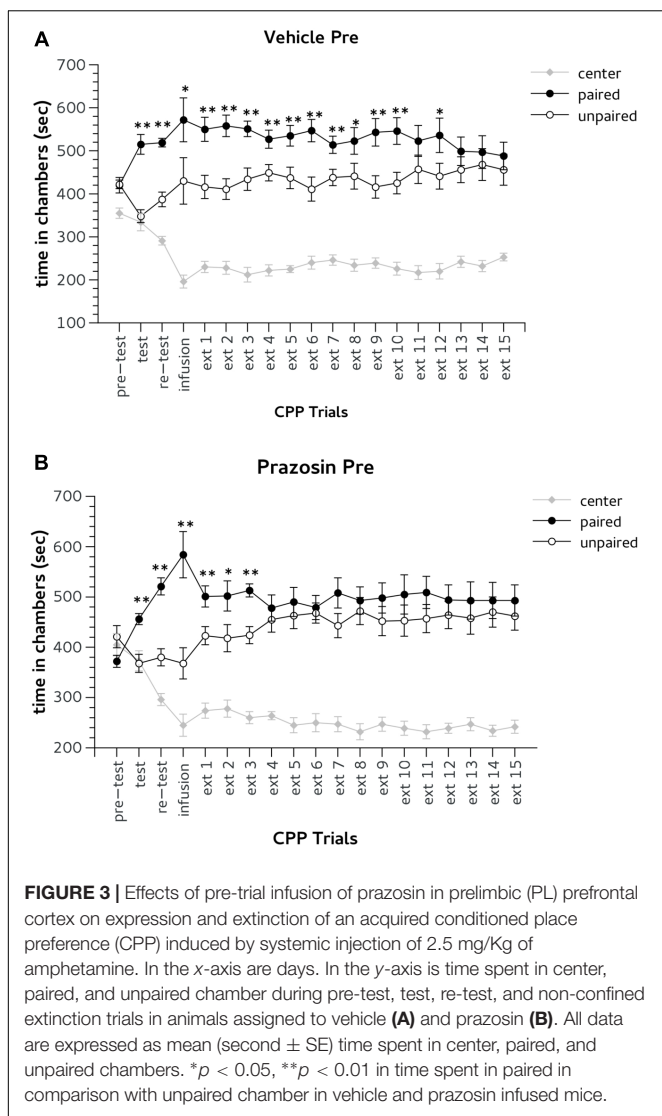 A
Vehicle Pre
700
600
500
400
300
200
100
time in chambers (sec)
center
paired
unpaired
*
**
**
**
**
**
**
**
**
**
*
**
**
*
pre−test
test
re−test
infusion
ext 1
ext 2
ext 3
ext 4
ext 5
ext 6
ext 7
ext 8
ext 9
ext 10
ext 11
ext 12
ext 13
ext 14
ext 15
CPP Trials
B
Prazosin Pre
700
600
500
400
300
200
time in chambers (sec)
center
paired
unpaired
**
**
**
**
*
**
pre−test
test
re−test
infusion
ext 1
ext 2
ext 3
ext 4
ext 5
ext 6
ext 7
ext 8
ext 9
ext 10
ext 11
ext 12
ext 13
ext 14
ext 15
CPP Trials
FIGURE 3 | Effects of pre-trial infusion of prazosin in prelimbic (PL) prefrontal
cortex on expression and extinction of an acquired conditioned place
preference (CPP) induced by systemic injection of 2.5 mg/Kg of
amphetamine. In the x-axis are days. In the y-axis is time spent in center,
paired, and unpaired chamber during pre-test, test, re-test, and non-confined
extinction trials in animals assigned to vehicle (A) and prazosin (B). All data
are expressed as mean (second ± SE) time spent in center, paired, and
unpaired chambers. *p < 0.05, **p < 0.01 in time spent in paired in
comparison with unpaired chamber in vehicle and prazosin infused mice.